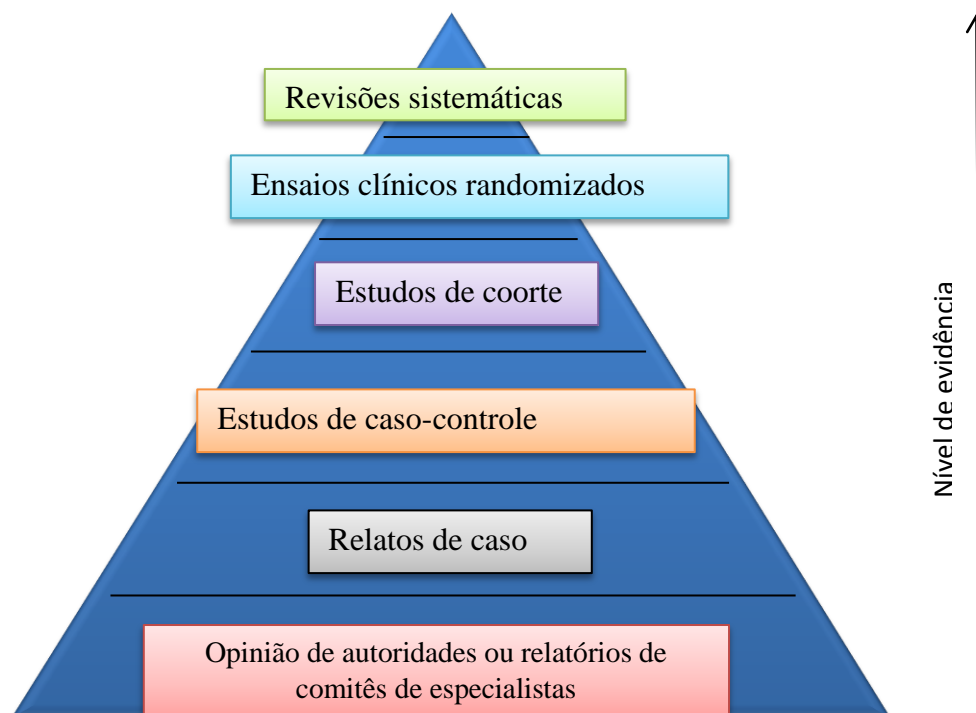 Revisões sistemáticas
Ensaios clínicos randomizados
Estudos de coorte
Estudos de caso-controle
Relatos de caso
Opinião de autoridades ou relatórios de
comitês de especialistas
Nível de evidência